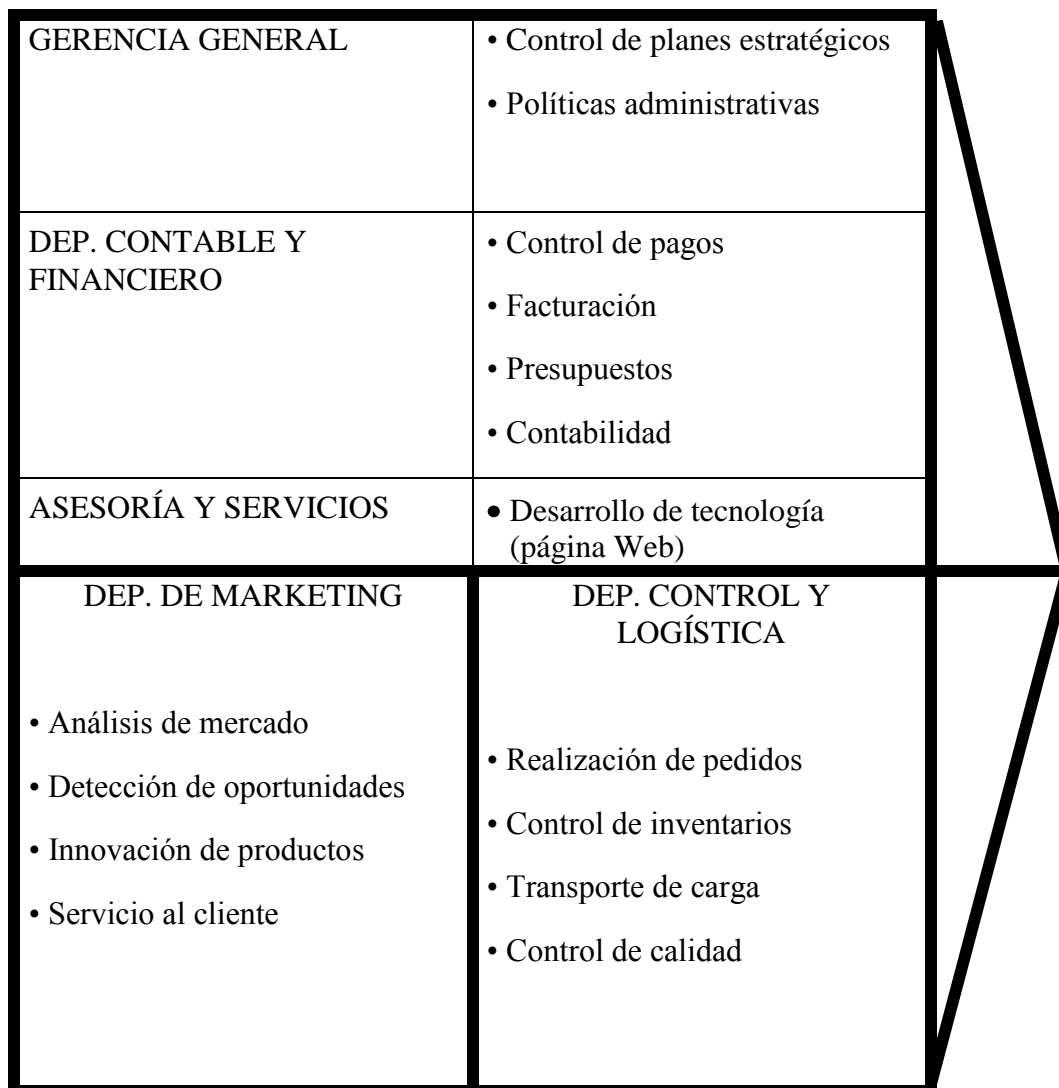 GERENCIA GENERAL
• Control de planes estratégicos
• Políticas administrativas
DEP. CONTABLE Y
FINANCIERO
• Control de pagos
• Facturación
• Presupuestos
• Contabilidad
ASESORÍA Y SERVICIOS
• Desarrollo de tecnología
(página Web)
DEP. DE MARKETING
• Análisis de mercado
• Detección de oportunidades
• Innovación de productos
• Servicio al cliente
DEP. CONTROL Y
LOGÍSTICA
• Realización de pedidos
• Control de inventarios
• Transporte de carga
• Control de calidad